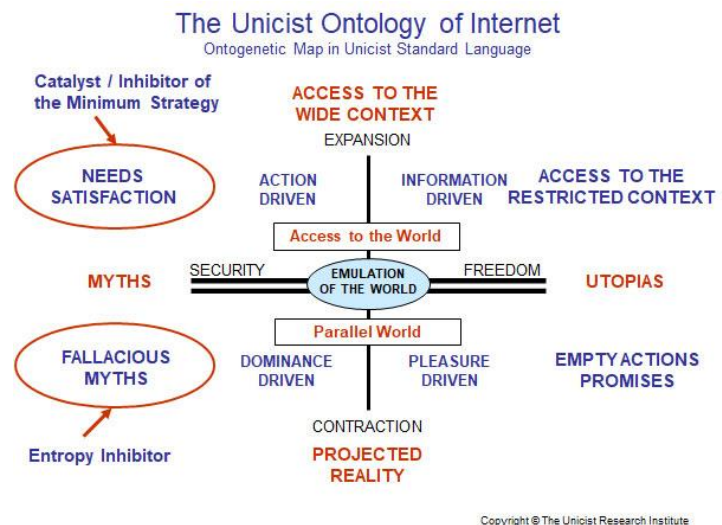 The Unicist Ontology of Internet
Ontogenetic Map in Unicist Standard Language
Catalyst / Inhibitor of
the Minimum Strategy
ACCESS TO THE
WIDE CONTEXT
EXPANSION
NEEDS
SATISFACTION
ACTION
DRIVEN
INFORMATION
DRIVEN
ACCESS TO THE
RESTRICTED CONTEXT
Access to the World
MYTHS
SECURITY
EMULATION
OF THE WORLD
FREEDOM
UTOPIAS
Parallel World
FALLACIOUS
MYTHS
DOMINANCE
DRIVEN
PLEASURE
DRIVEN
EMPTY ACTIONS
PROMISES
CONTRACTION
Entropy Inhibitor
PROJECTED
REALITY
Copyright © The Unicist Research Institute